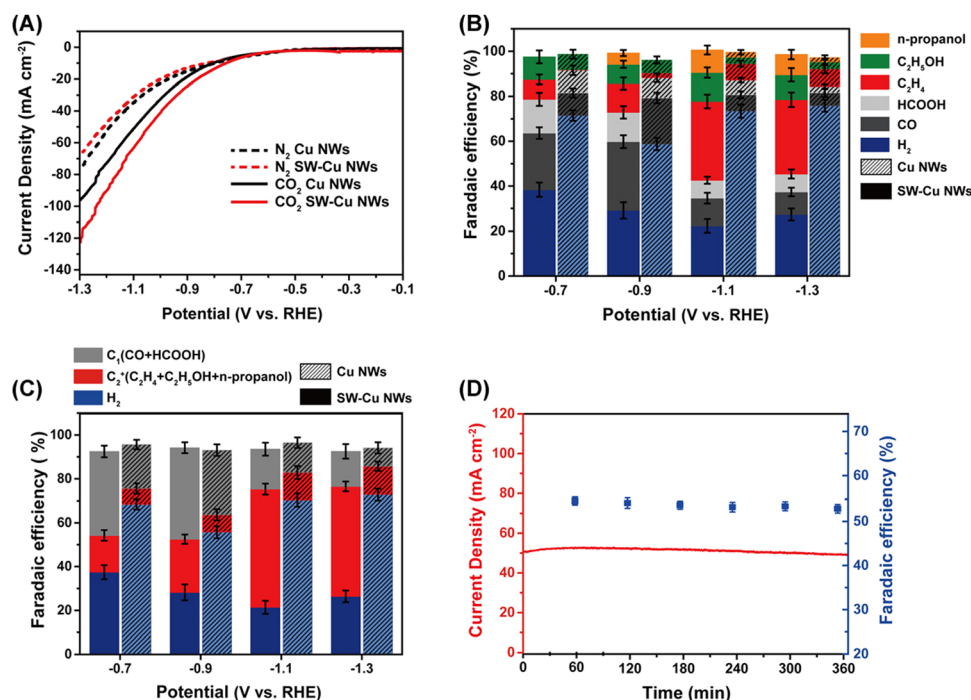 (A)
Current Density (mA cm⁻²)
0
-20
-40
-60
-80
-100
-120
-140
N₂ Cu NWs
N₂ SW-Cu NWs
CO₂ Cu NWs
CO₂ SW-Cu NWs
-1.3 -1.1 -0.9 -0.7 -0.5 -0.3 -0.1
Potential (V vs. RHE)
(B)
Faradaic efficiency (%)
100
80
60
40
20
0
-0.7 -0.9 -1.1 -1.3
Potential (V vs. RHE)
n-propanol
C₂H₅OH
C₂H₄
HCOOH
CO
H₂
Cu NWs
SW-Cu NWs
(C)
C₁(CO+HCOOH)
C₂⁺(C₂H₄+C₂H₅OH+n-propanol)
H₂
Cu NWs
SW-Cu NWs
Faradaic efficiency ( %)
100
80
60
40
20
0
-0.7 -0.9 -1.1 -1.3
Potential (V vs. RHE)
(D)
Current Density (mA cm⁻²)
120
100
80
60
40
20
0
70
60
50
40
30
20
Faradaic efficiency (%)
0 60 120 180 240 300 360
Time (min)